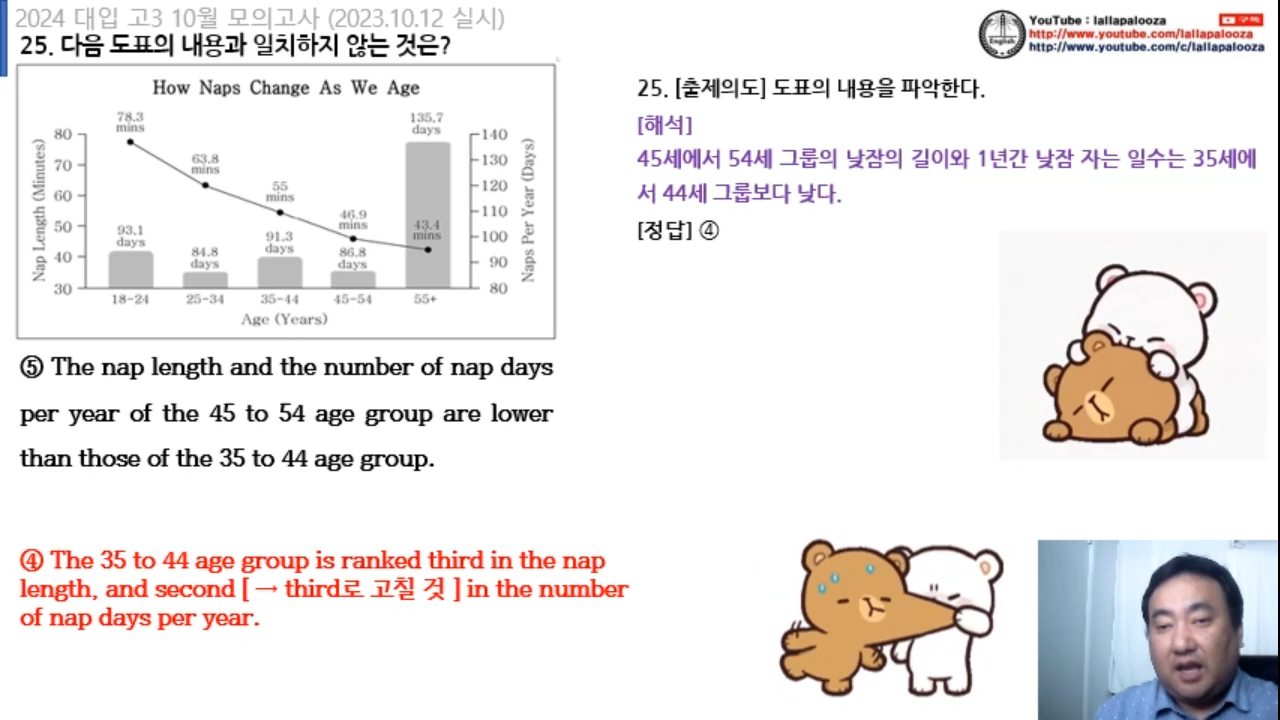 2024 대입 고3 10월 모의고사 (2023.10.12 실시)
25. 다음 도표의 내용과 일치하지 않는 것은?
How Naps Change As We Age
Nap Length (Minutes)
80
70
60
50
40
30
78.3
mins
63.8
mins
55
mins
46.9
mins
43.4
mins
93.1
days
84.8
days
91.3
days
86.8
days
135.7
days
140
130
120
110
100
90
80
Naps Per Year (Days)
18-24
25-34
35-44
45-54
55+
Age (Years)
⑤ The nap length and the number of nap days
per year of the 45 to 54 age group are lower
than those of the 35 to 44 age group.
④ The 35 to 44 age group is ranked third in the nap
length, and second [ → third로 고칠 것 ] in the number
of nap days per year.
YouTube : lallapalooza
구독
http://www.youtube.com/lallapalooza
http://www.youtube.com/c/lallapalooza
English
25. [출제의도] 도표의 내용을 파악한다.
[해석]
45세에서 54세 그룹의 낮잠의 길이와 1년간 낮잠 자는 일수는 35세에
서 44세 그룹보다 낮다.
[정답] ④